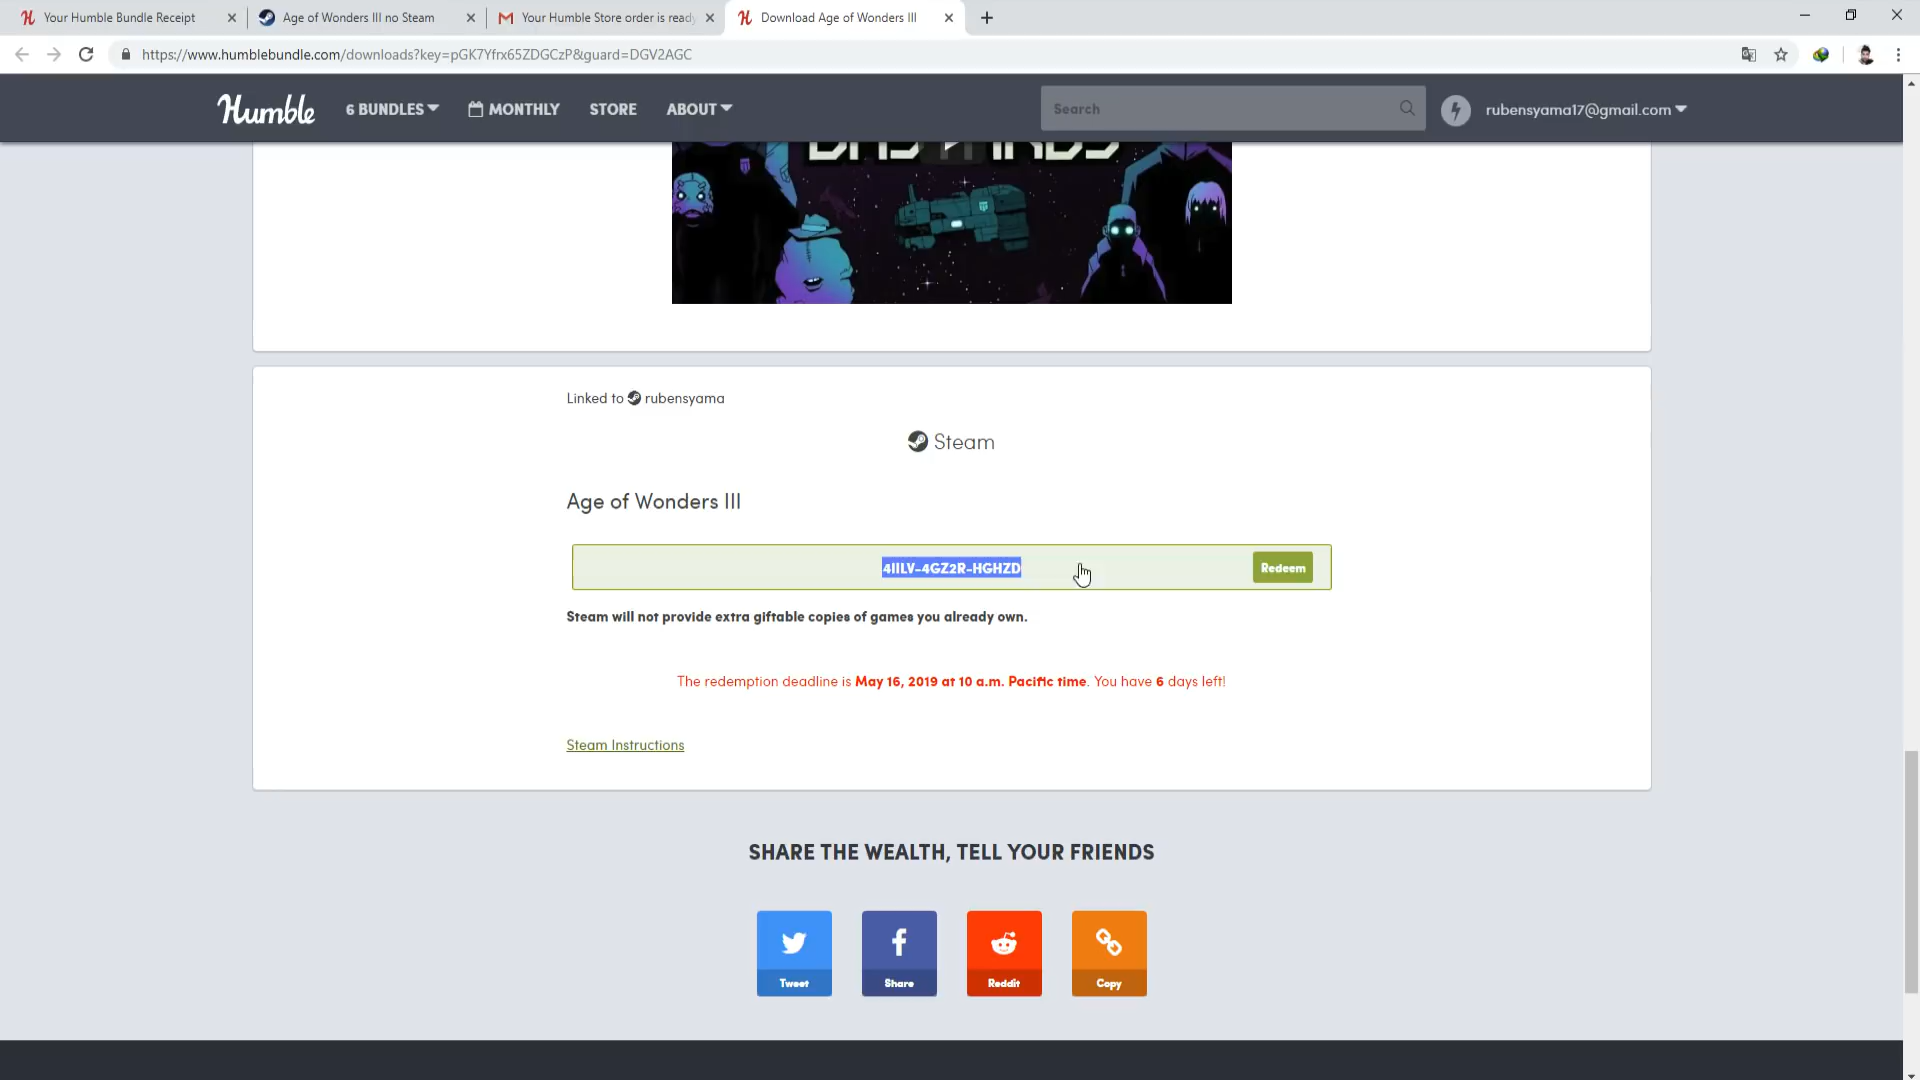 Your Humble Bundle Receipt
Age of Wonders III no Steam
Your Humble Store order is ready
Download Age of Wonders III
https://www.humblebundle.com/downloads?key=pGK7Yfrx65ZDGCzP&guard=DGV2AGC
Humble
6 BUNDLES
MONTHLY
STORE
ABOUT
Search
rubensyama17@gmail.com
Linked to rubensyama
Steam
Age of Wonders III
4IILV-4GZ2R-HGHZD
Redeem
Steam will not provide extra giftable copies of games you already own.
The redemption deadline is May 16, 2019 at 10 a.m. Pacific time. You have 6 days left!
Steam Instructions
SHARE THE WEALTH, TELL YOUR FRIENDS
Tweet
Share
Reddit
Copy